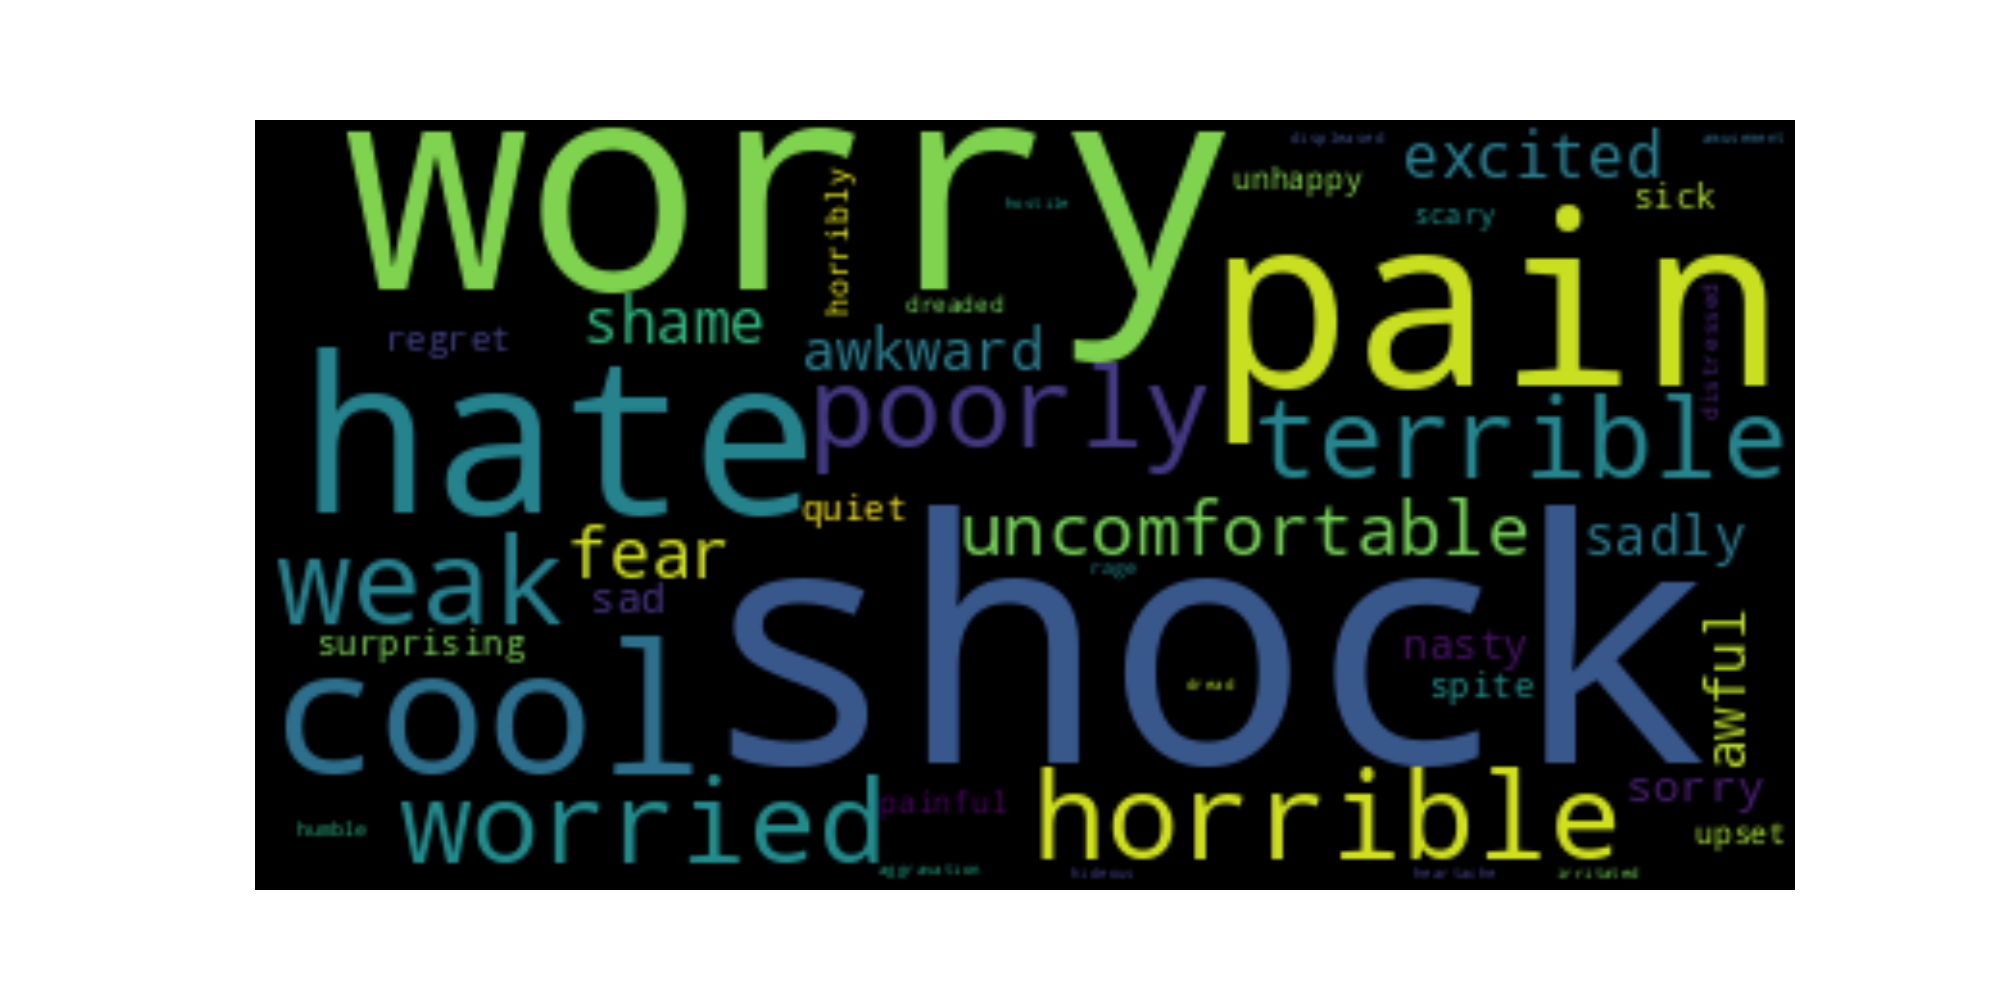 worry
displeased
excited
amusement
unhappy
sick
horribly
hostile
scary
pain
dreaded
shame
regret
awkward
distressed
hate
poorly
terrible
quiet
uncomfortable
sadly
fear
weak
rage
sad
shock
surprising
nasty
spite
dread
awful
cool
worried
painful
horrible
sorry
humble
upset
aggravation
hideous
heartache
irritated